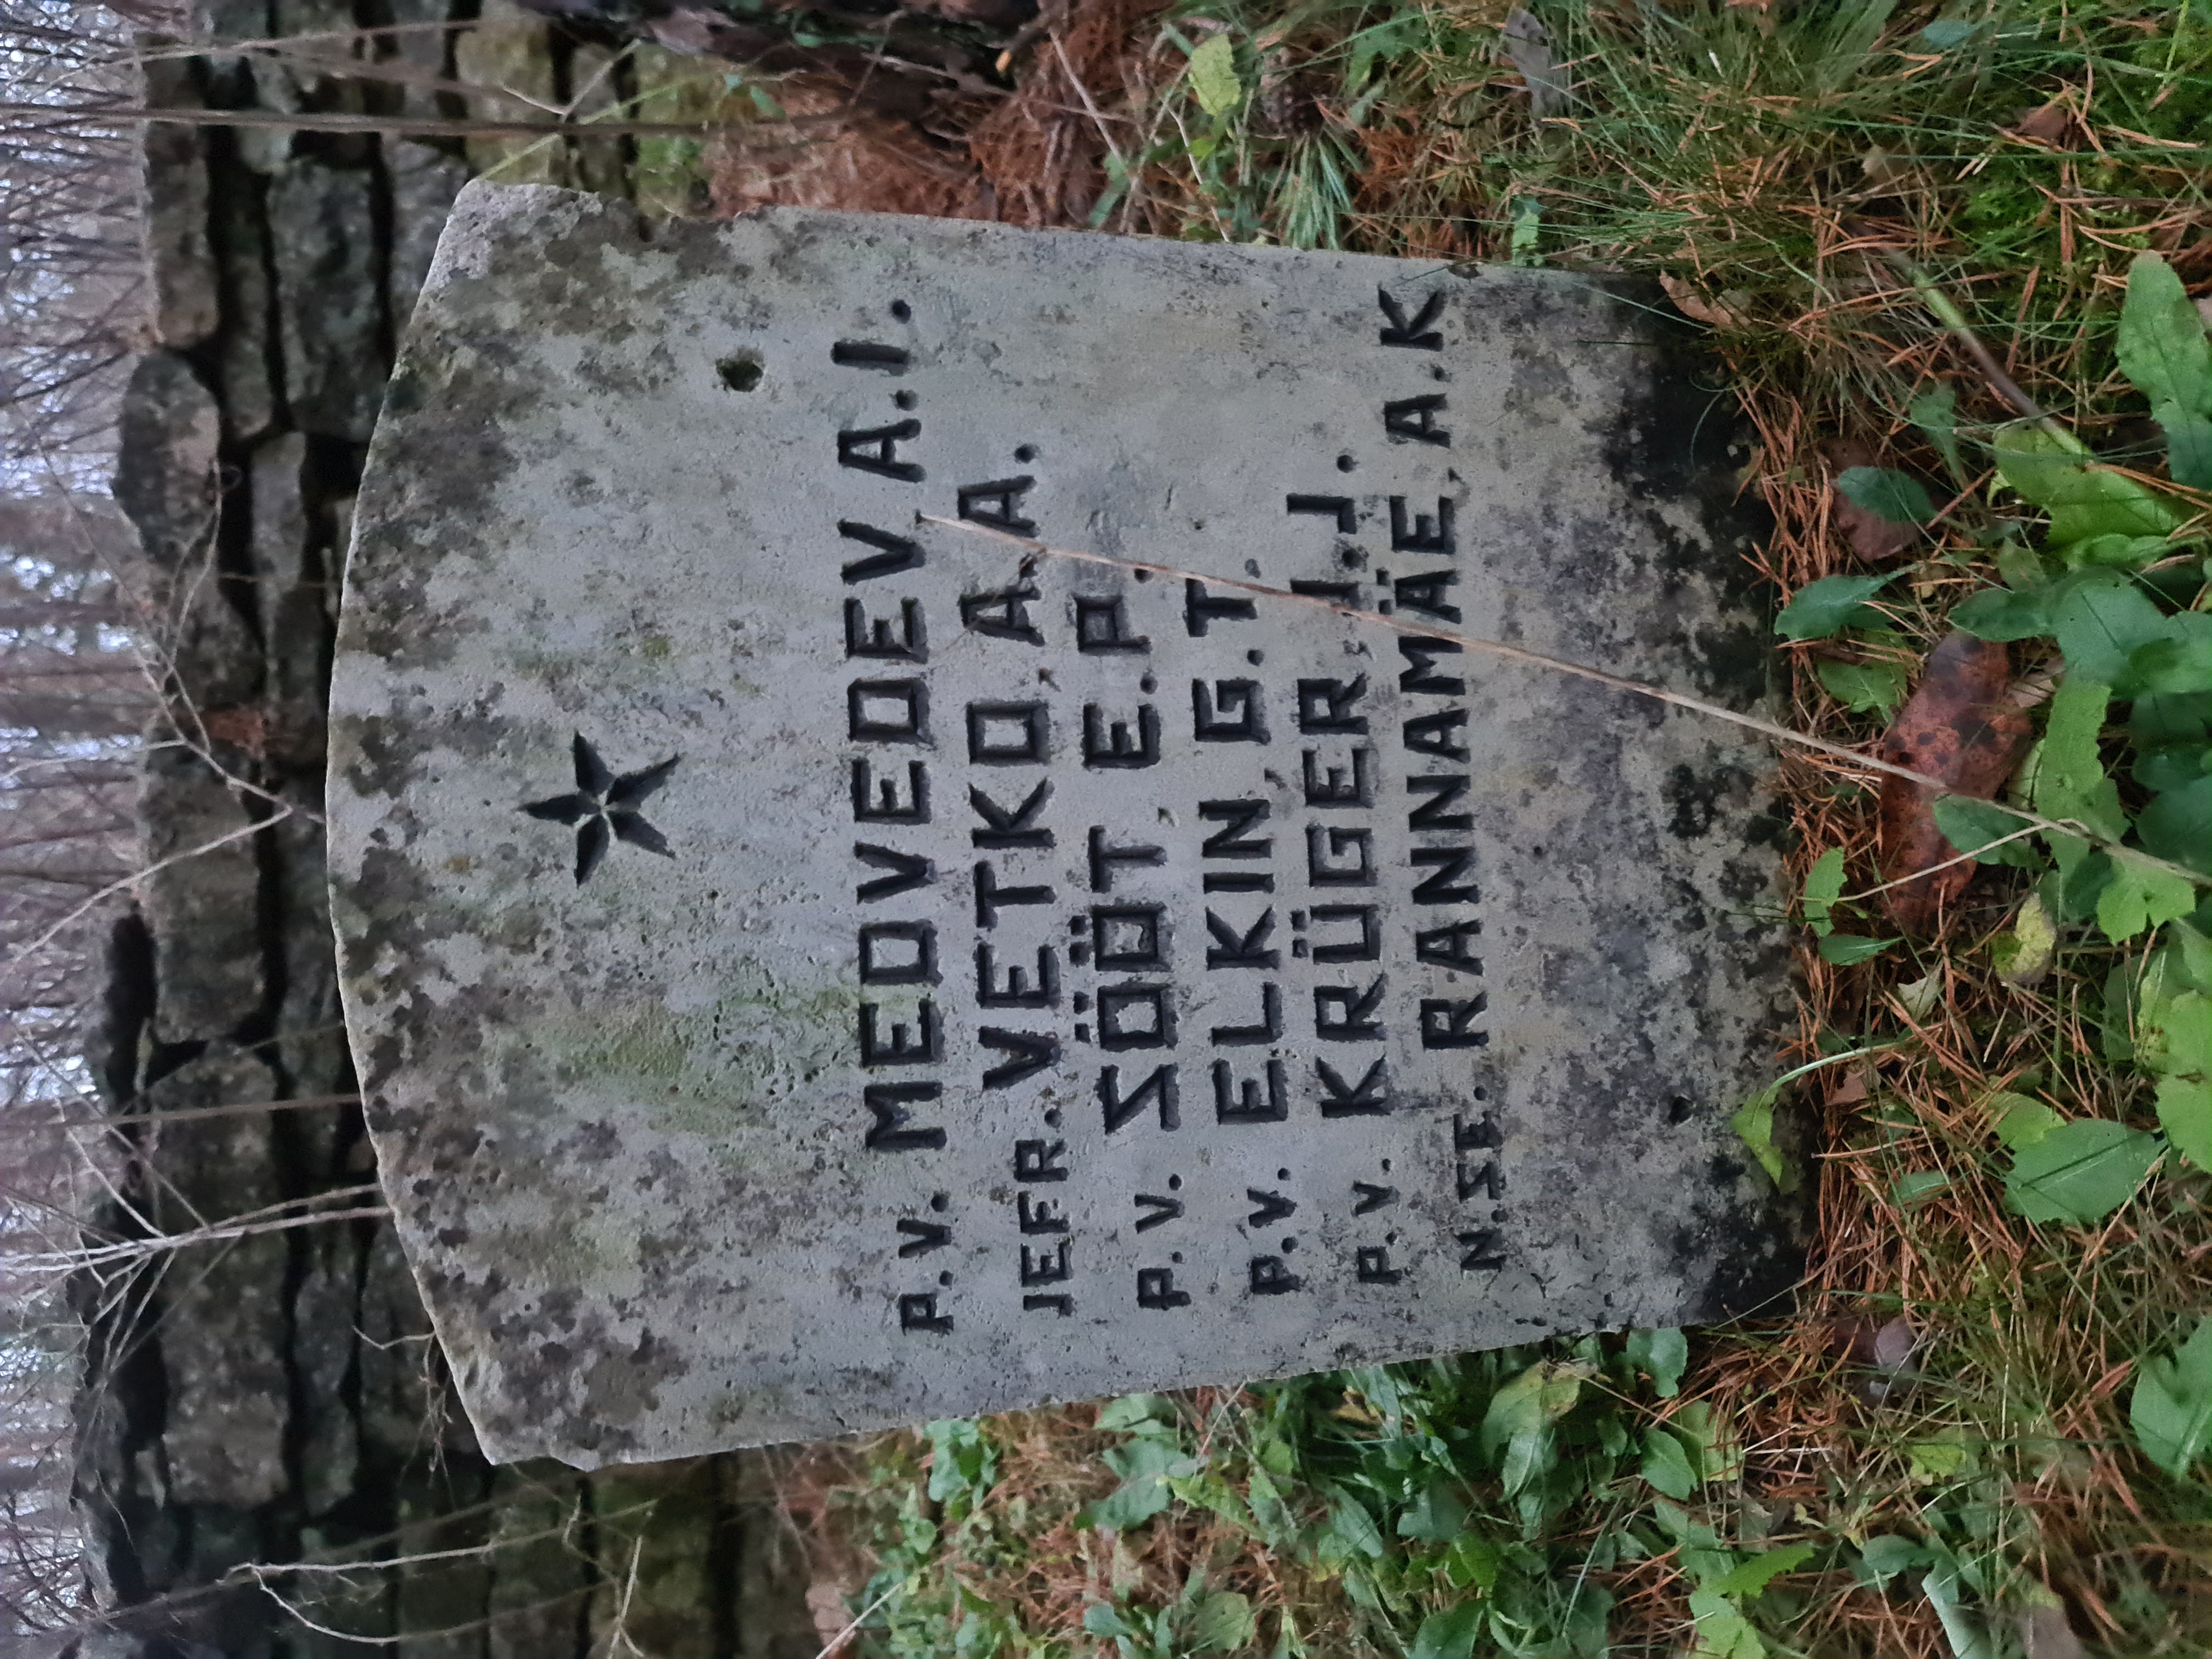 P.V. MEDVEDEV A.I.
JEFR. VETKO, A.A.
P.V. SÖÖT E.P.
P.V. ELKIN, G.T.
P.V. KRÜGER, I.J.
N.SE. RANNAMÄE, A.K